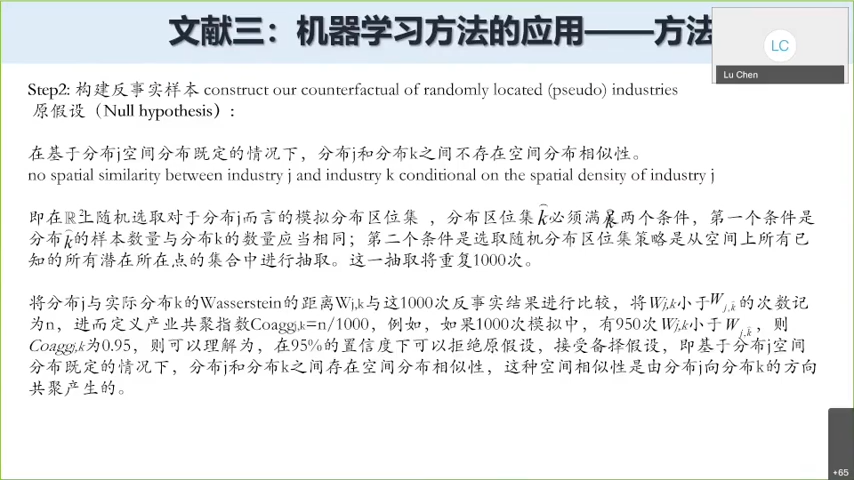 文献三：机器学习方法的应用——方法
LC
Lu Chen
Step2: 构建反事实样本 construct our counterfactual of randomly located (pseudo) industries
原假设（Null hypothesis）:
在基于分布j空间分布既定的情况下，分布j和分布k之间不存在空间分布相似性。
no spatial similarity between industry j and industry k conditional on the spatial density of industry j
即在ℝ²上随机选取对于分布j而言的模拟分布区位集 ，分布区位集k̂必须满足两个条件，第一个条件是
分布k̂的样本数量与分布k的数量应当相同；第二个条件是选取随机分布区位集策略是从空间上所有已
知的所有潜在所在点的集合中进行抽取。这一抽取将重复1000次。
将分布j与实际分布k的Wasserstein的距离Wj,k与这1000次反事实结果进行比较，将Wj,k小于W j,k̂ 的次数记
为n，进而定义产业共聚指数Coaggj,k=n/1000，例如，如果1000次模拟中，有950次Wj,k小于W j,k̂ ，则
Coaggj,k为0.95，则可以理解为，在95%的置信度下可以拒绝原假设，接受备择假设，即基于分布j空间
分布既定的情况下，分布j和分布k之间存在空间分布相似性，这种空间相似性是由分布j向分布k的方向
共聚产生的。
+65